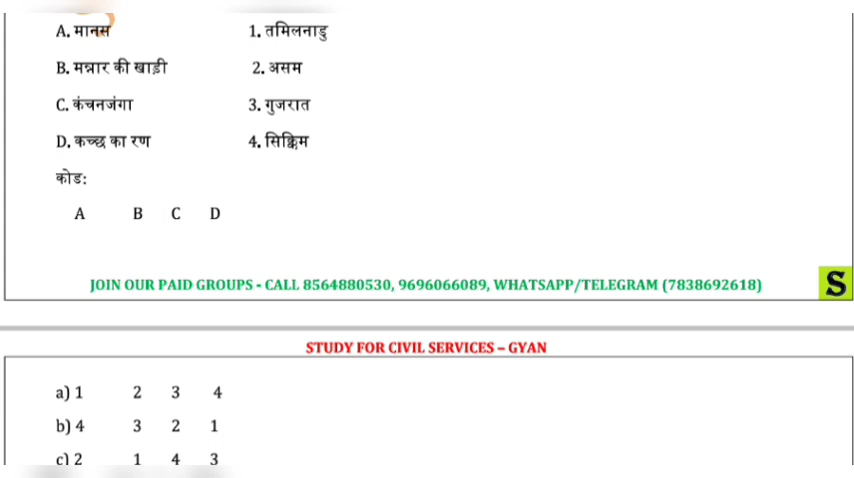 A. मानस 1. तमिलनाडु
B. मन्नार की खाड़ी 2. असम
C. कंचनजंगा 3. गुजरात
D. कच्छ का रण 4. सिक्किम
कोड:
A B C D
JOIN OUR PAID GROUPS - CALL 8564880530, 9696066089, WHATSAPP/TELEGRAM (7838692618)
S
STUDY FOR CIVIL SERVICES – GYAN
a) 1 2 3 4
b) 4 3 2 1
c) 2 1 4 3